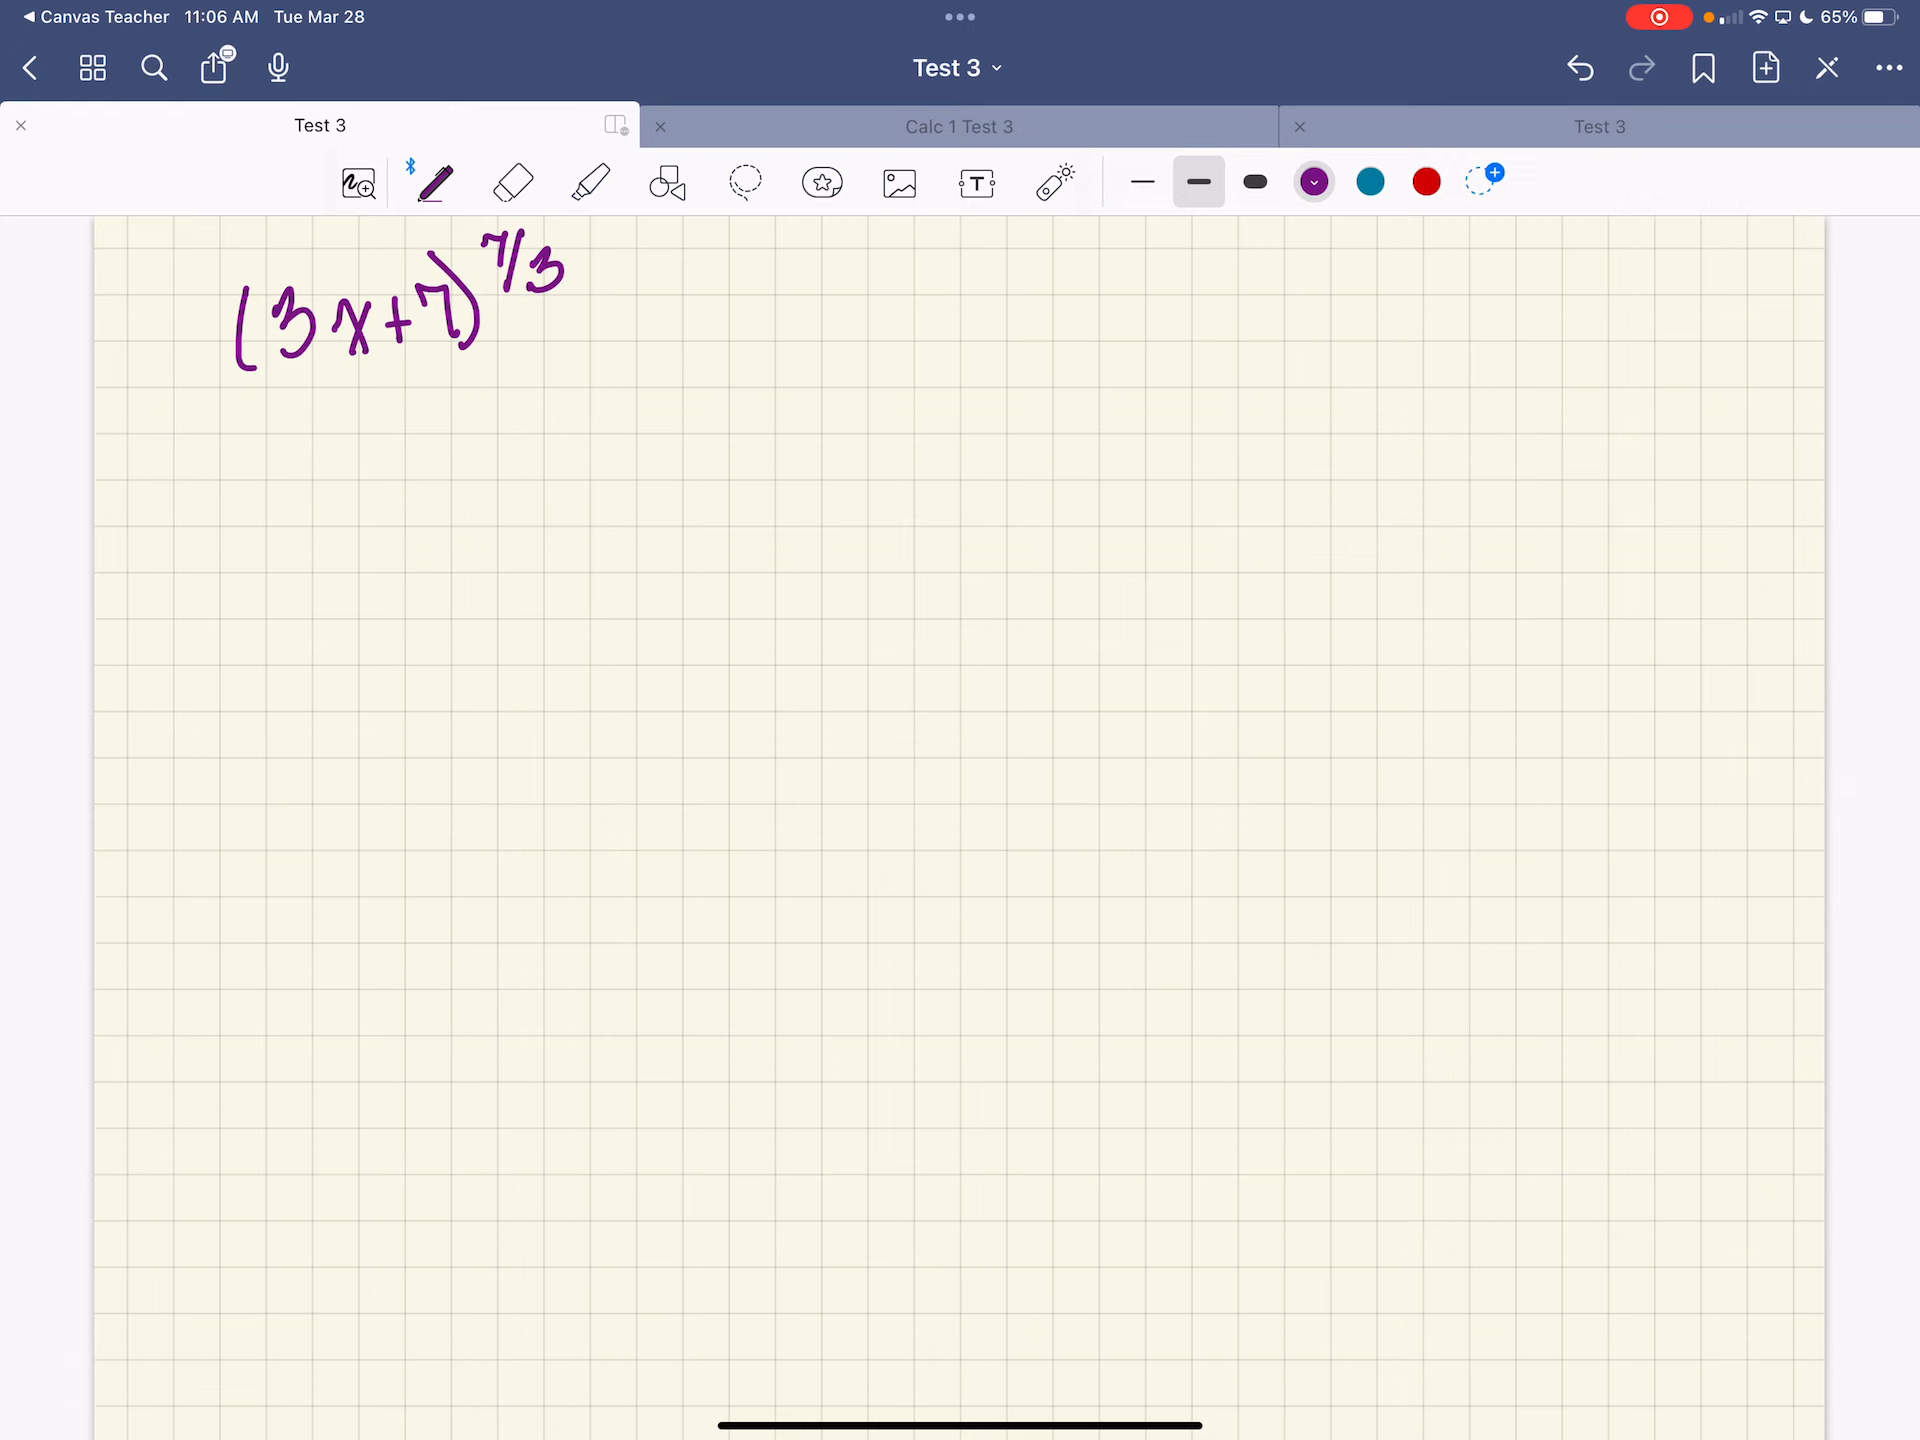 Canvas Teacher 11:06 AM Tue Mar 28 65%
Test 3
Test 3 Calc 1 Test 3 Test 3
T
(3x+7)^7/3